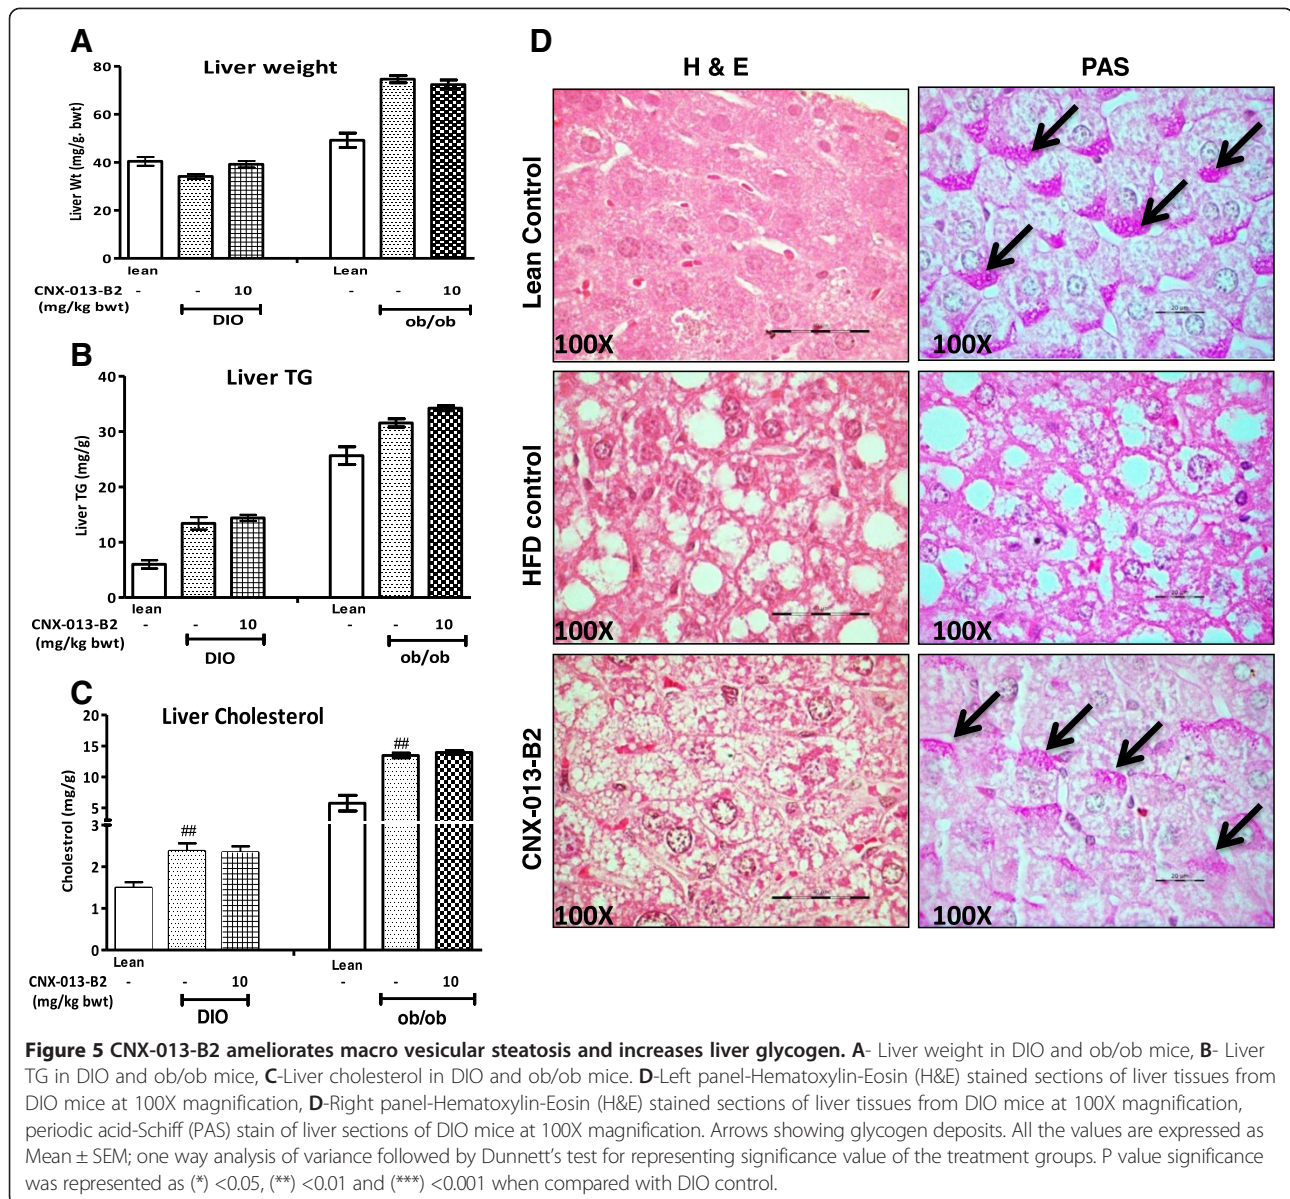 A
Liver weight
80
60
40
20
0
Liver Wt (mg/g. bwt)
lean
Lean
CNX-013-B2 - - 10 - - 10
(mg/kg bwt)
DIO
ob/ob
B
Liver TG
40
30
20
10
0
Liver TG (mg/g)
lean
Lean
CNX-013-B2 - - 10 - - 10
(mg/kg bwt)
DIO
ob/ob
C
Liver Cholesterol
20
15
10
5
3
2
1
0
Cholestrol (mg/g)
##
##
Lean
Lean
CNX-013-B2 - - 10 - - 10
(mg/kg bwt)
DIO
ob/ob
D
H & E
PAS
Lean Control
100X
20 µm
100X
HFD control
100X
20 µm
100X
CNX-013-B2
100X
20 µm
100X
Figure 5 CNX-013-B2 ameliorates macro vesicular steatosis and increases liver glycogen. A- Liver weight in DIO and ob/ob mice, B- Liver
TG in DIO and ob/ob mice, C-Liver cholesterol in DIO and ob/ob mice. D-Left panel-Hematoxylin-Eosin (H&E) stained sections of liver tissues from
DIO mice at 100X magnification, D-Right panel-Hematoxylin-Eosin (H&E) stained sections of liver tissues from DIO mice at 100X magnification,
periodic acid-Schiff (PAS) stain of liver sections of DIO mice at 100X magnification. Arrows showing glycogen deposits. All the values are expressed as
Mean ± SEM; one way analysis of variance followed by Dunnett's test for representing significance value of the treatment groups. P value significance
was represented as (*) <0.05, (**) <0.01 and (***) <0.001 when compared with DIO control.